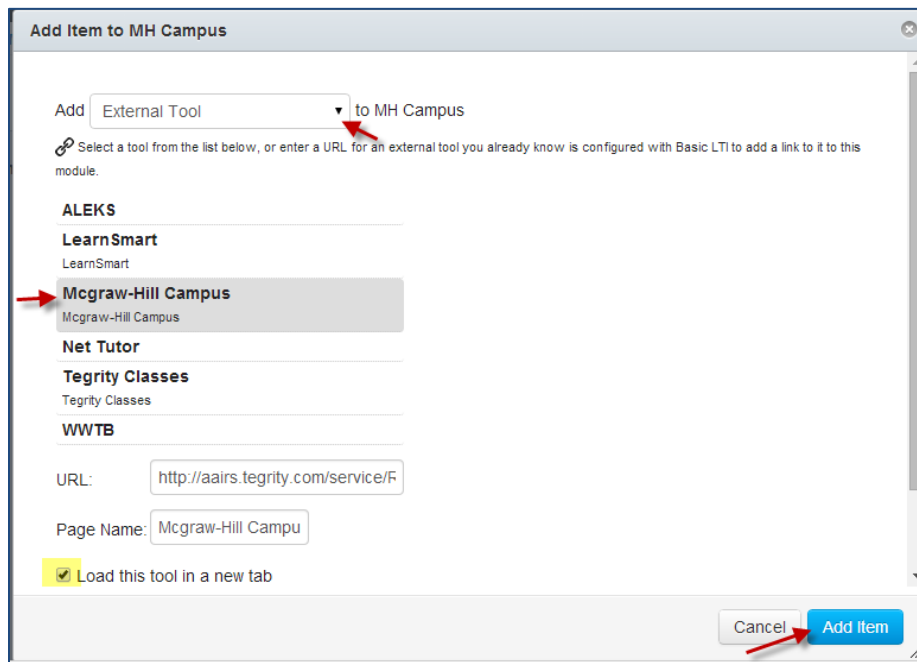 Add Item to MH Campus
Add External Tool to MH Campus
Select a tool from the list below, or enter a URL for an external tool you already know is configured with Basic LTI to add a link to it to this
module.
ALEKS
LearnSmart
LearnSmart
Mcgraw-Hill Campus
Mcgraw-Hill Campus
Net Tutor
Tegrity Classes
Tegrity Classes
WWTB
URL: http://aairs.tegrity.com/service/R
Page Name: Mcgraw-Hill Campu
Load this tool in a new tab
Cancel Add Item